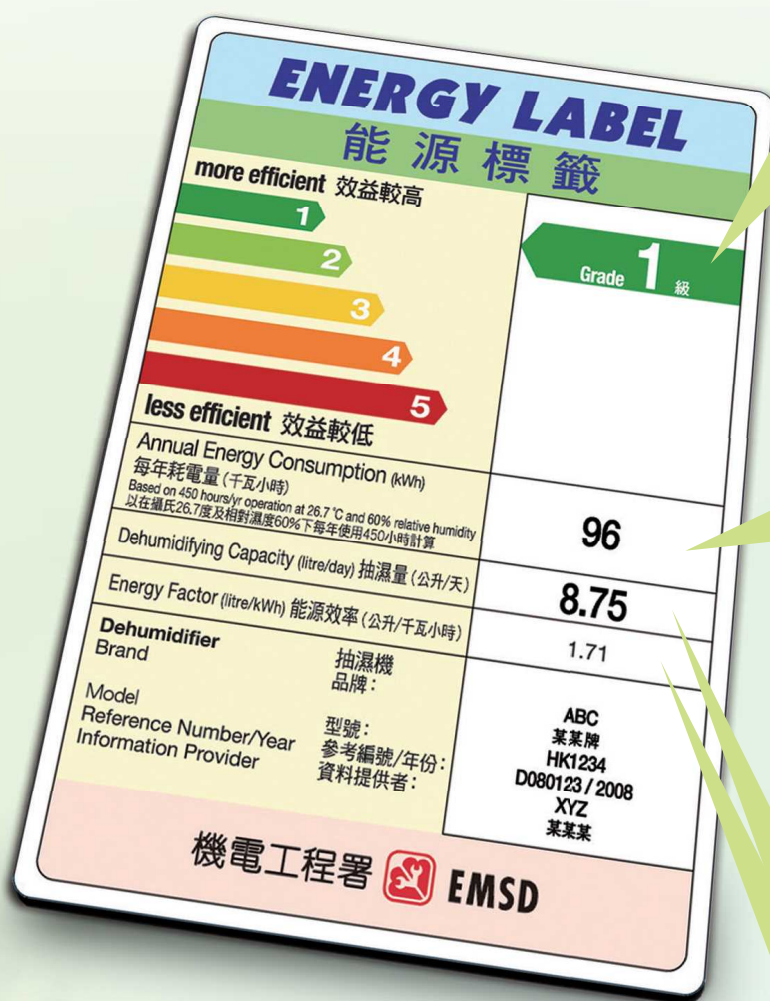 ENERGY LABEL
能源標籤
more efficient 效益較高
1
2
3
4
5
less efficient 效益較低
Grade 1 級
Annual Energy Consumption (kWh)
每年耗電量 (千瓦小時)
Based on 450 hours/yr operation at 26.7 °C and 60% relative humidity
以在攝氏26.7度及相對濕度60%下每年使用450小時計算
96
Dehumidifying Capacity (litre/day) 抽濕量 (公升/天)
8.75
Energy Factor (litre/kWh) 能源效率 (公升/千瓦小時)
1.71
Dehumidifier 抽濕機
Brand 品牌：
Model 型號：
Reference Number/Year 參考編號/年份：
Information Provider 資料提供者：
ABC
某某牌
HK1234
D080123 / 2008
XYZ
某某某
機電工程署 EMSD